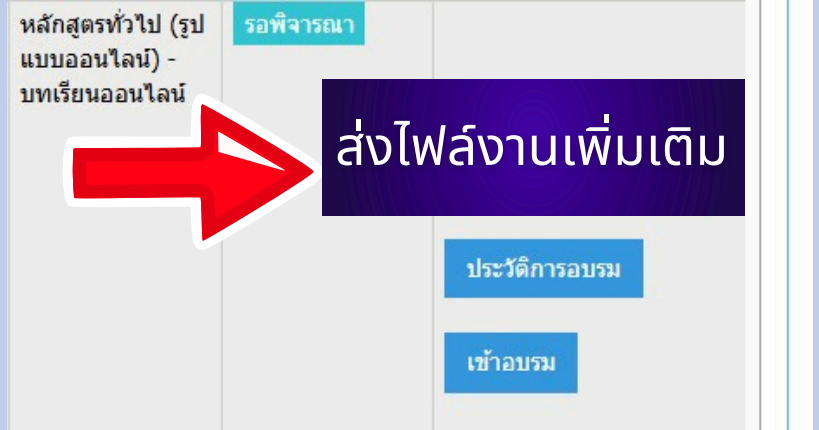 หลักสูตรทั่วไป (รูป
แบบออนไลน์) -
บทเรียนออนไลน์
รอพิจารณา
ส่งไฟล์งานเพิ่มเติม
ประวัติการอบรม
เข้าอบรม